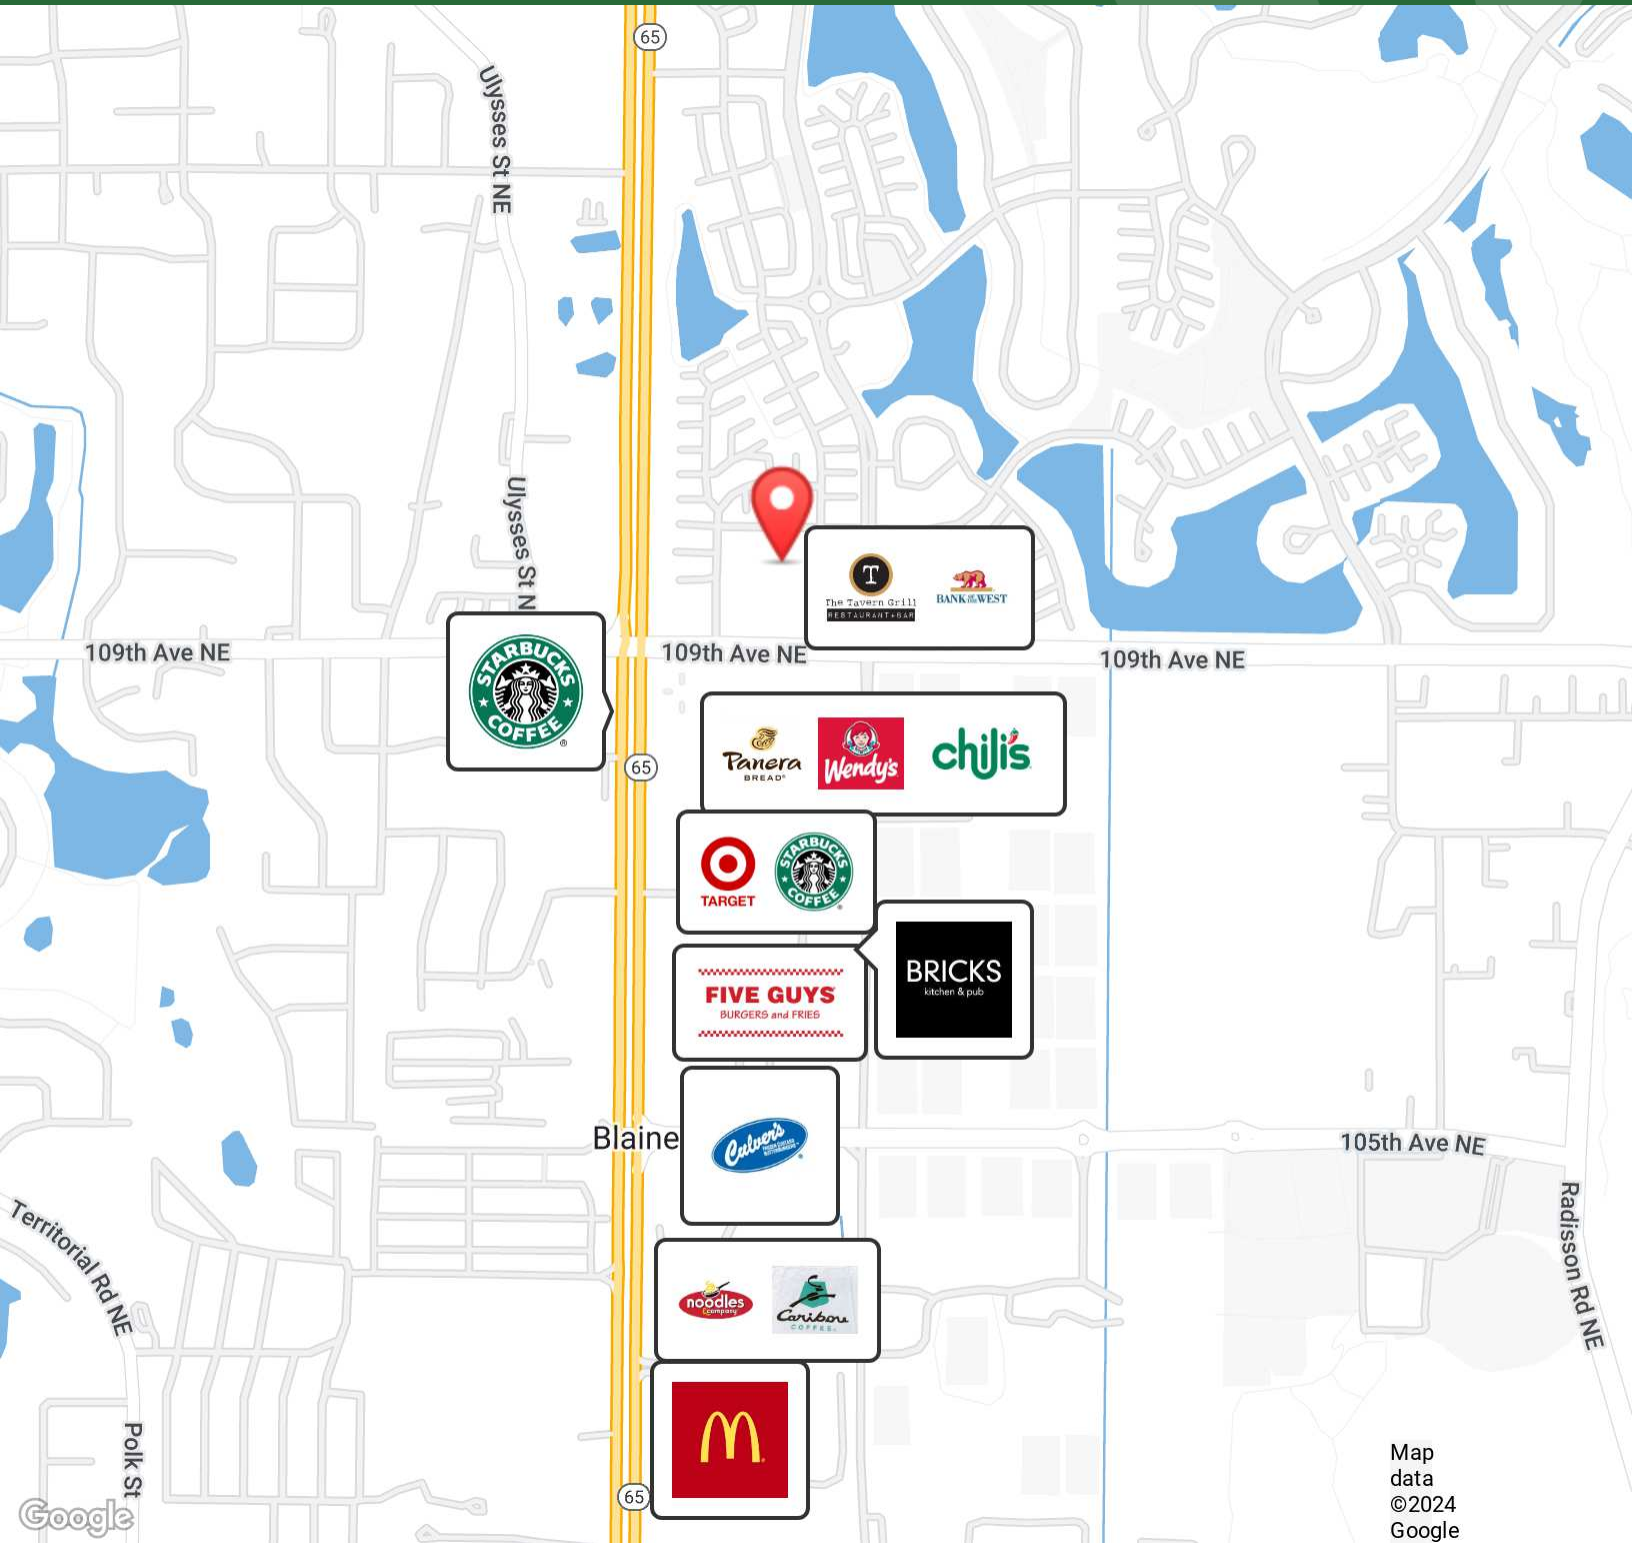 65
Ulysses St NE
Ulysses St N
T
The Tavern Grill
RESTAURANT+BAR
BANK OF THE WEST
109th Ave NE
109th Ave NE
109th Ave NE
STARBUCKS
COFFEE
®
65
Panera
BREAD®
Wendy's
chili's
TARGET
STARBUCKS
COFFEE
®
FIVE GUYS
BURGERS and FRIES
BRICKS
kitchen & pub
Blaine
Culver's
®
105th Ave NE
Radisson Rd NE
Territorial Rd NE
noodles
& company
Caribou
COFFEE
Polk St
M
65
Google
Map
data
©2024
Google